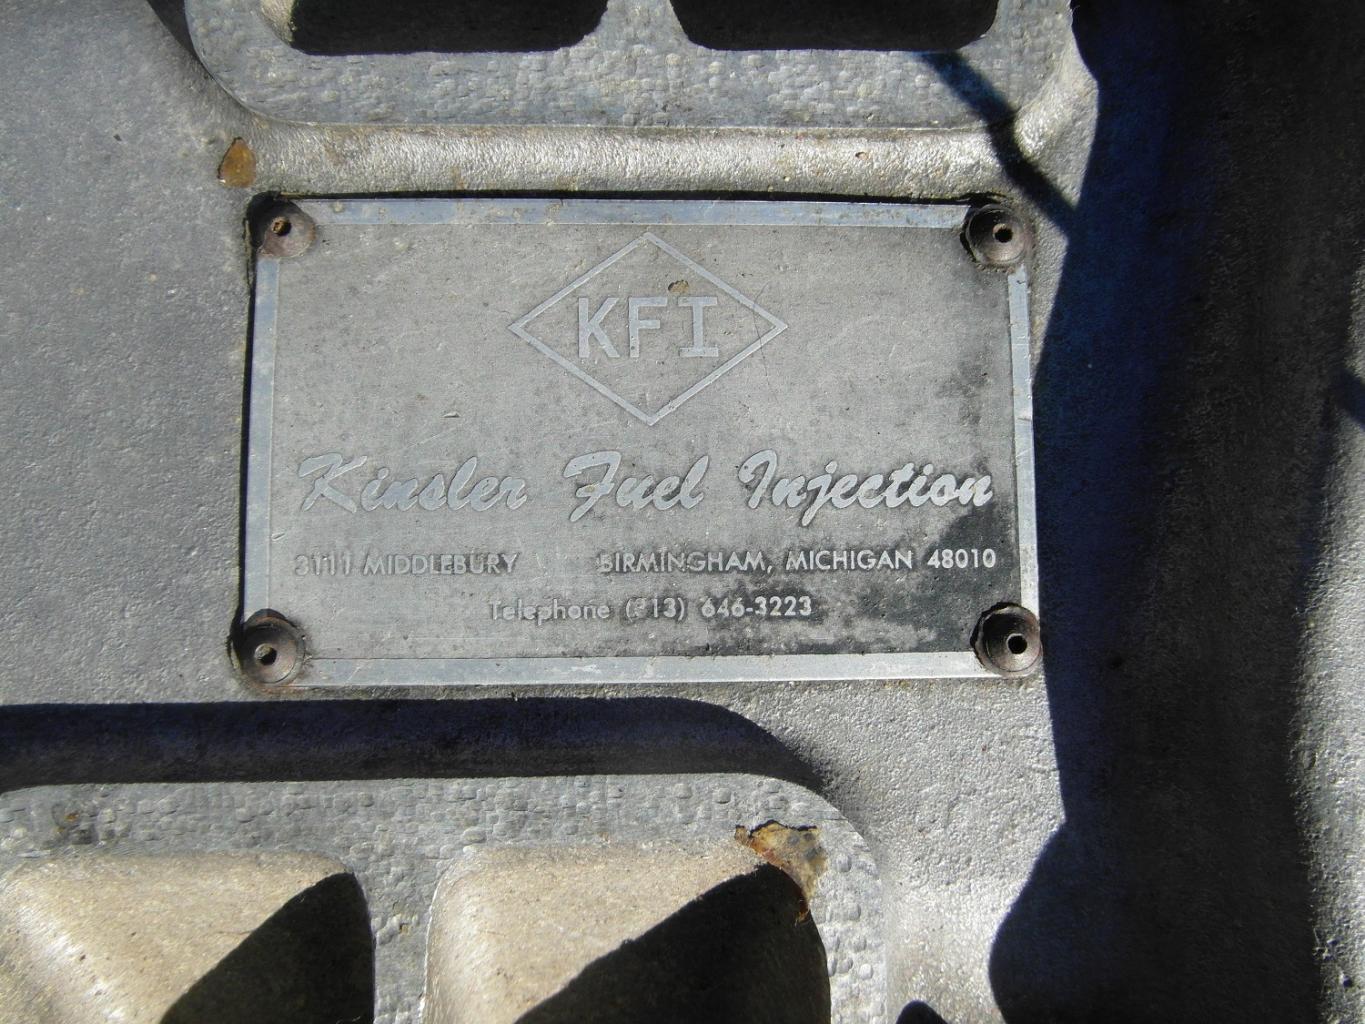 KFI
Kinsler Fuel Injection
3111 MIDDLEBURY BIRMINGHAM, MICHIGAN 48010
Telephone (313) 646-3223